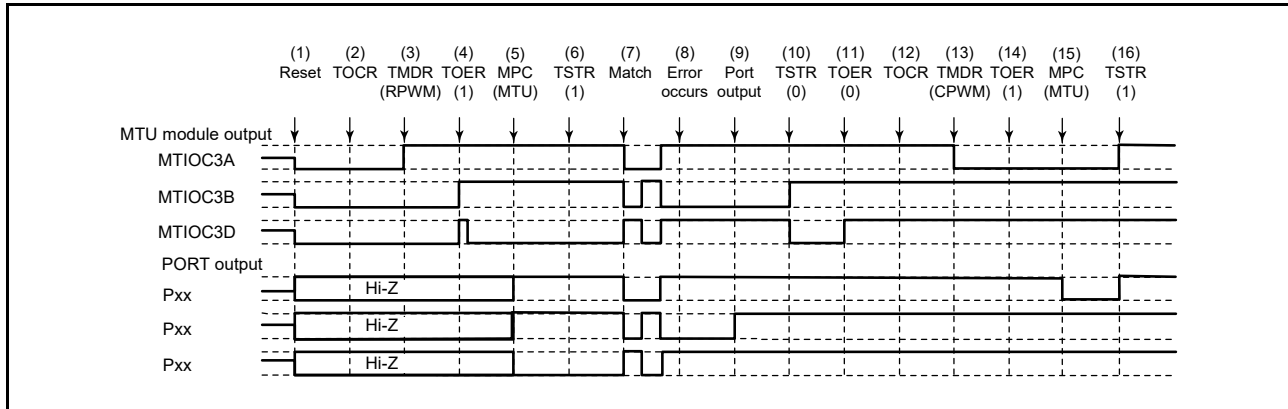 (1) (2) (3) (4) (5) (6) (7) (8) (9) (10) (11) (12) (13) (14) (15) (16)
Reset TOCR TMDR TOER MPC TSTR Match Error Port TSTR TOER TOCR TMDR TOER MPC TSTR
(RPWM) (1) (MTU) (1) occurs output (0) (0) (CPWM) (1) (MTU) (1)
MTU module output
MTIOC3A
MTIOC3B
MTIOC3D
PORT output
Pxx Hi-Z
Pxx Hi-Z
Pxx Hi-Z